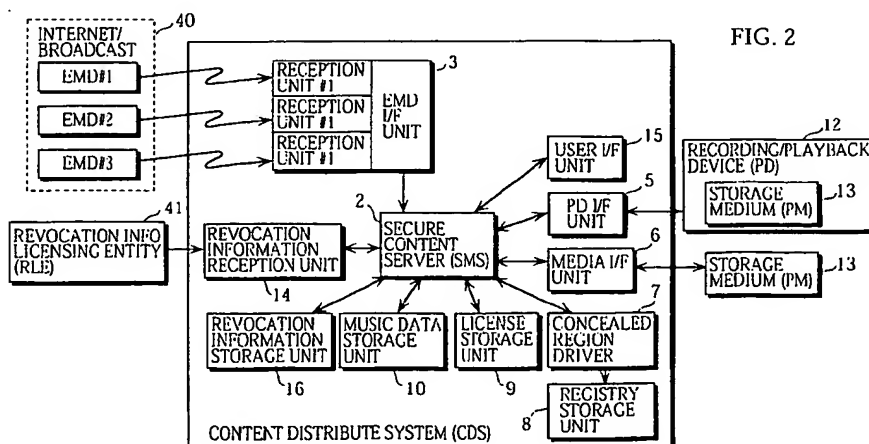 INTERNET/
BROADCAST
40
EMD#1
EMD#2
EMD#3
FIG. 2
3
RECEPTION
UNIT #1
RECEPTION
UNIT #1
RECEPTION
UNIT #1
EMD
I/F
UNIT
15
USER I/F
UNIT
12
RECORDING/PLAYBACK
DEVICE (PD)
STORAGE
MEDIUM (PM)
13
5
PD I/F
UNIT
2
SECURE
CONTENT
SERVER (SMS)
6
MEDIA I/F
UNIT
STORAGE
MEDIUM (PM)
13
41
REVOCATION INFO
LICENSING ENTITY
(RLE)
REVOCATION
INFORMATION
RECEPTION UNIT
14
REVOCATION
INFORMATION
STORAGE UNIT
16
MUSIC DATA
STORAGE
UNIT
10
LICENSE
STORAGE
UNIT
9
7
CONCEALED
REGION
DRIVER
REGISTRY
STORAGE
UNIT
8
CONTENT DISTRIBUTE SYSTEM (CDS)